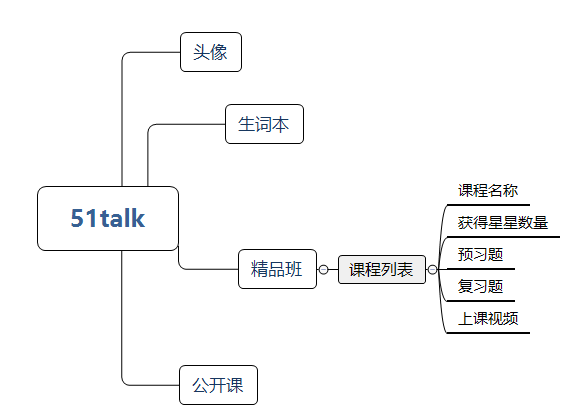 头像
生词本
51talk
精品班
课程列表
课程名称
获得星星数量
预习题
复习题
上课视频
公开课